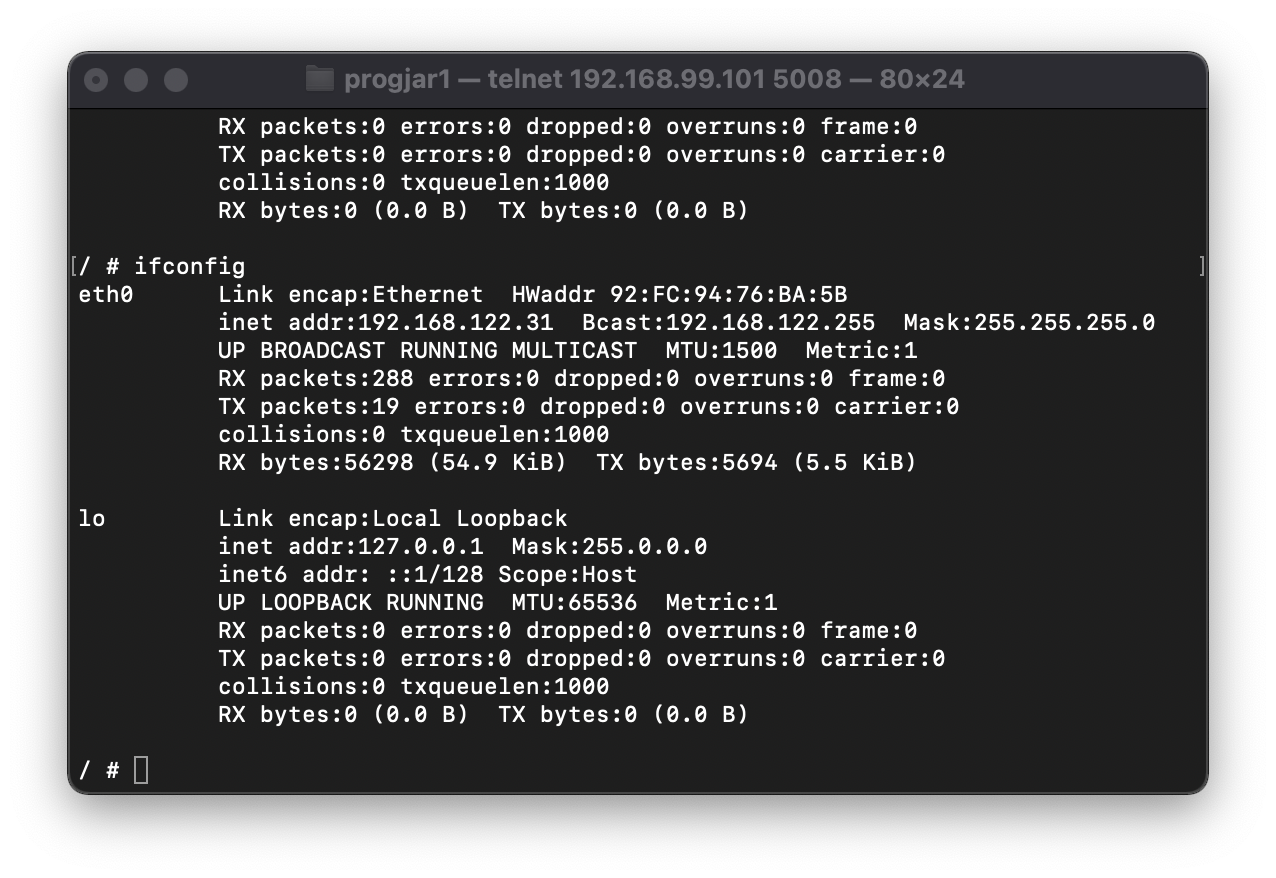 progjar1 — telnet 192.168.99.101 5008 — 80×24
RX packets:0 errors:0 dropped:0 overruns:0 frame:0
TX packets:0 errors:0 dropped:0 overruns:0 carrier:0
collisions:0 txqueuelen:1000
RX bytes:0 (0.0 B)  TX bytes:0 (0.0 B)
[/ # ifconfig ]
eth0      Link encap:Ethernet  HWaddr 92:FC:94:76:BA:5B
inet addr:192.168.122.31  Bcast:192.168.122.255  Mask:255.255.255.0
UP BROADCAST RUNNING MULTICAST  MTU:1500  Metric:1
RX packets:288 errors:0 dropped:0 overruns:0 frame:0
TX packets:19 errors:0 dropped:0 overruns:0 carrier:0
collisions:0 txqueuelen:1000
RX bytes:56298 (54.9 KiB)  TX bytes:5694 (5.5 KiB)
lo        Link encap:Local Loopback
inet addr:127.0.0.1  Mask:255.0.0.0
inet6 addr: ::1/128 Scope:Host
UP LOOPBACK RUNNING  MTU:65536  Metric:1
RX packets:0 errors:0 dropped:0 overruns:0 frame:0
TX packets:0 errors:0 dropped:0 overruns:0 carrier:0
collisions:0 txqueuelen:1000
RX bytes:0 (0.0 B)  TX bytes:0 (0.0 B)
/ #